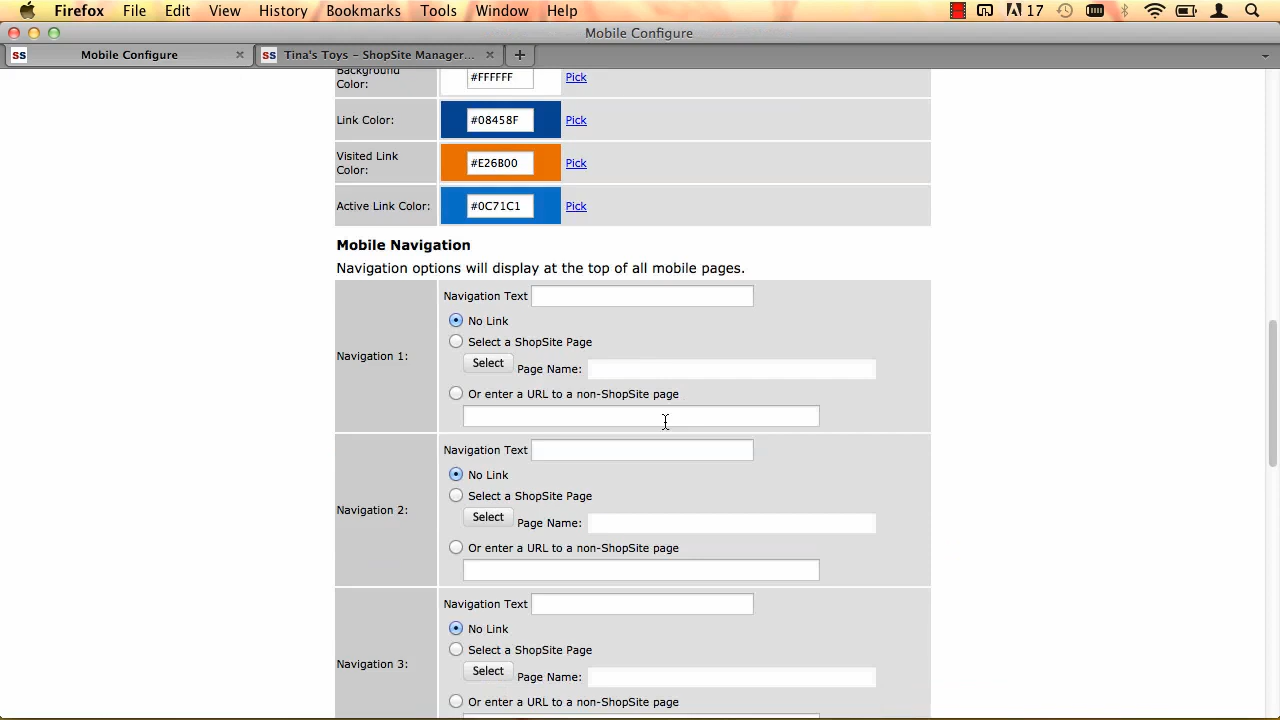 Firefox File Edit View History Bookmarks Tools Window Help 17
Mobile Configure
ss Mobile Configure × ss Tina's Toys – ShopSite Manager... × +
Background
Color: #FFFFFF Pick
Link Color: #08458F Pick
Visited Link
Color: #E26B00 Pick
Active Link Color: #0C71C1 Pick
Mobile Navigation
Navigation options will display at the top of all mobile pages.
Navigation Text
No Link
Select a ShopSite Page
Navigation 1:
Select Page Name:
Or enter a URL to a non-ShopSite page
Navigation Text
No Link
Select a ShopSite Page
Navigation 2:
Select Page Name:
Or enter a URL to a non-ShopSite page
Navigation Text
No Link
Select a ShopSite Page
Navigation 3:
Select Page Name:
Or enter a URL to a non-ShopSite page